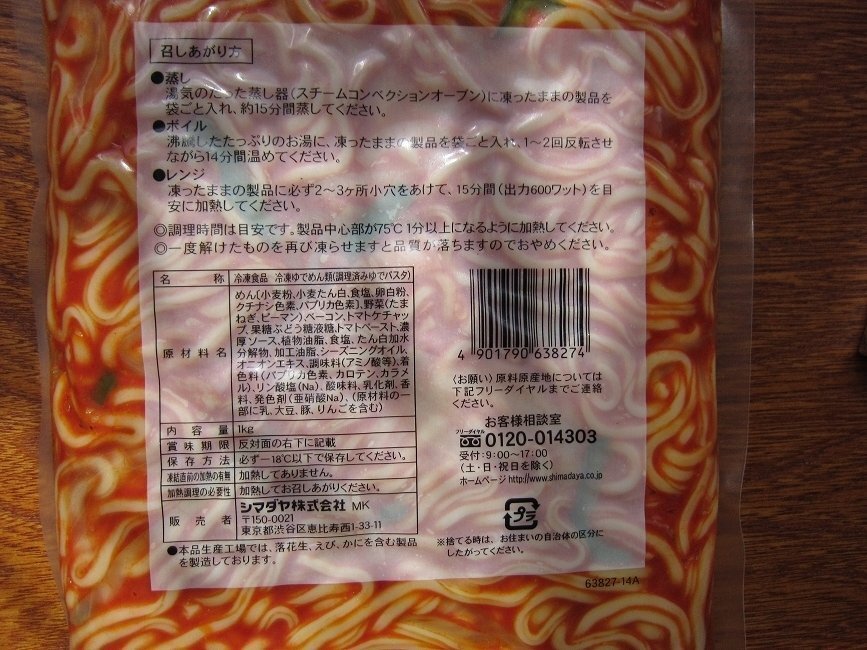 召しあがり方
●蒸し
湯気のたった蒸し器(スチームコンベクションオーブン)に凍ったままの製品を
袋ごと入れ、約15分間蒸してください。
●ボイル
沸騰したたっぷりのお湯に、凍ったままの製品を袋ごと入れ、1〜2回反転させ
ながら14分間温めてください。
●レンジ
凍ったままの製品に必ず2〜3ヶ所小穴をあけて、15分間(出力600ワット)を目
安に加熱してください。
◎調理時間は目安です。製品中心部が75℃1分以上になるように加熱してください。
◎一度解けたものを再び凍らせますと品質が落ちますのでおやめください。
名称 冷凍食品 冷凍ゆでめん類(調理済みゆでパスタ)
原材料名
めん(小麦粉、小麦たん白、食塩、卵白粉、
クチナシ色素、パプリカ色素)、野菜(たま
ねぎ、ピーマン)、ベーコン、トマトケチャッ
プ、果糖ぶどう糖液糖、トマトペースト、濃
厚ソース、植物油脂、食塩、たん白加水
分解物、加工油脂、シーズニングオイル、
オニオンエキス、調味料(アミノ酸等)、着
色料(パプリカ色素、カロテン、カラメ
ル)、リン酸塩(Na)、酸味料、乳化剤、香
料、発色剤(亜硝酸Na)、(原材料の一
部に乳、大豆、豚、りんごを含む)
内容量 1kg
賞味期限 反対面の右下に記載
保存方法 必ず−18℃以下で保存してください。
凍結直前の加熱の有無 加熱してありません。
加熱調理の必要性 加熱してお召しあがりください。
販売者
シマダヤ株式会社 MK
〒150-0021
東京都渋谷区恵比寿西1-33-11
●本品生産工場では、落花生、えび、かにを含む製品
を製造しております。
4 901790 638274
〈お願い〉原料原産地については
下記フリーダイヤルまでご連絡
ください。
お客様相談室
フリーダイヤル 0120-014303
受付:9:00〜17:00
(土・日・祝日を除く)
ホームページ http://www.shimadaya.co.jp
プラ
※捨てる時は、お住まいの自治体の区分に
したがってください。
63827-14A